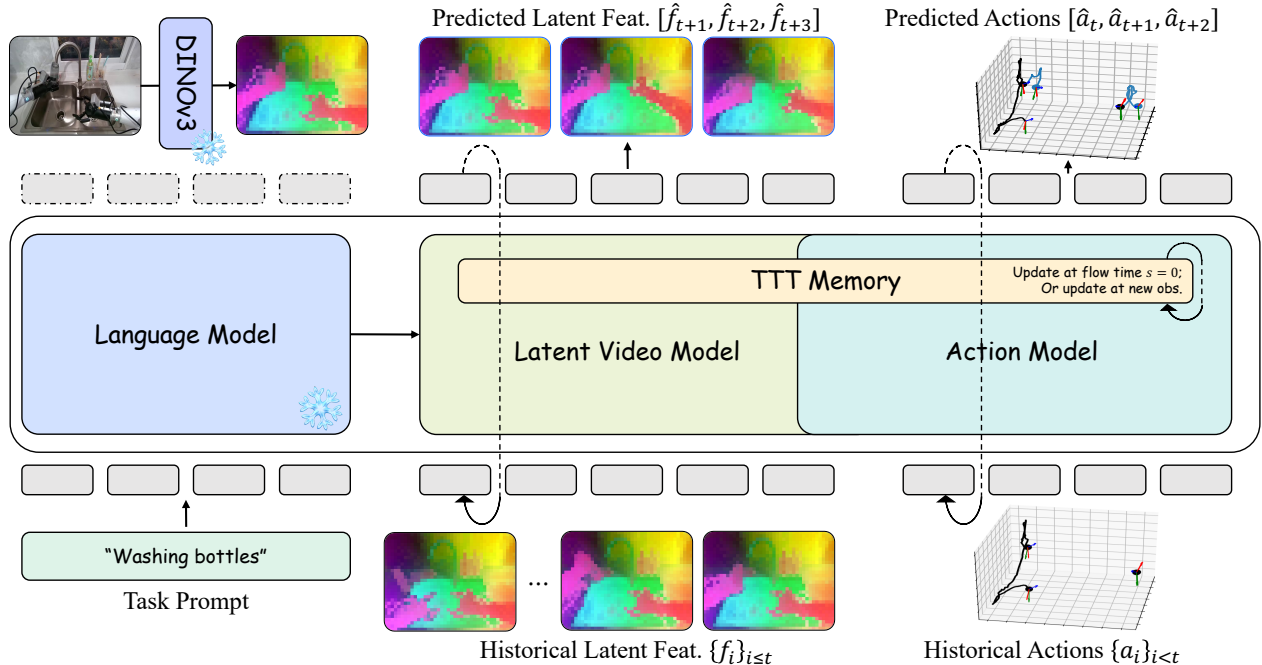 Predicted Latent Feat. [f̂ₜ₊₁, f̂ₜ₊₂, f̂ₜ₊₃]
Predicted Actions [âₜ, âₜ₊₁, âₜ₊₂]
DINOv3
TTT Memory
Update at flow time s = 0;
Or update at new obs.
Language Model
Latent Video Model
Action Model
“Washing bottles”
Task Prompt
...
Historical Latent Feat. {fᵢ}ᵢ≤ₜ
Historical Actions {aᵢ}ᵢ<ₜ